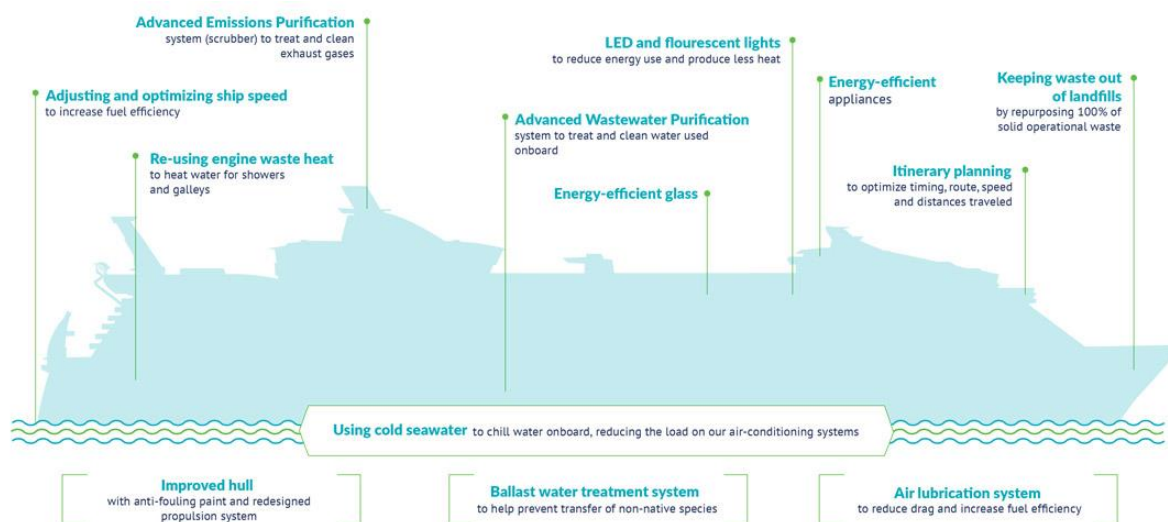 Advanced Emissions Purification
system (scrubber) to treat and clean
exhaust gases
LED and flourescent lights
to reduce energy use and produce less heat
Adjusting and optimizing ship speed
to increase fuel efficiency
Energy-efficient
appliances
Keeping waste out
of landfills
by repurposing 100% of
solid operational waste
Advanced Wastewater Purification
system to treat and clean water used
onboard
Re-using engine waste heat
to heat water for showers
and galleys
Energy-efficient glass
Itinerary planning
to optimize timing, route, speed
and distances traveled
Using cold seawater to chill water onboard, reducing the load on our air-conditioning systems
Improved hull
with anti-fouling paint and redesigned
propulsion system
Ballast water treatment system
to help prevent transfer of non-native species
Air lubrication system
to reduce drag and increase fuel efficiency